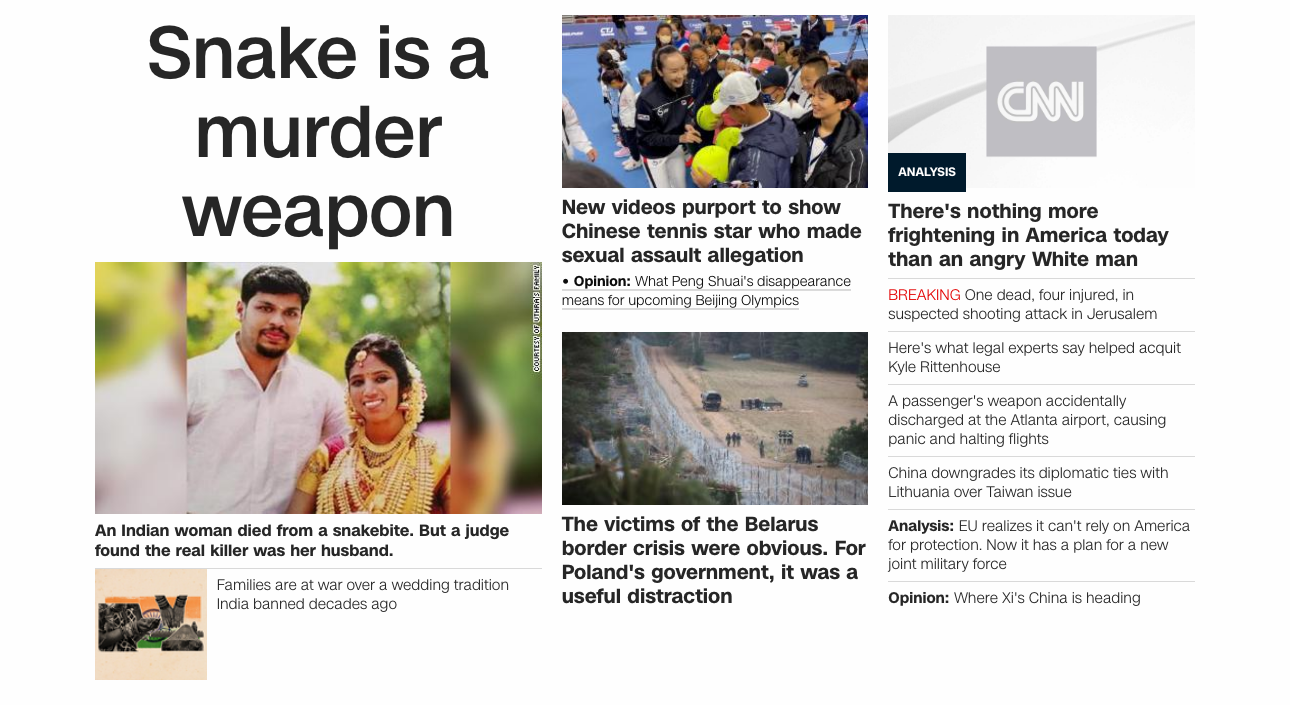 Snake is a
murder
weapon
COURTESY OF UTHRA'S FAMILY
An Indian woman died from a snakebite. But a judge
found the real killer was her husband.
Families are at war over a wedding tradition
India banned decades ago
New videos purport to show
Chinese tennis star who made
sexual assault allegation
• Opinion: What Peng Shuai's disappearance
means for upcoming Beijing Olympics
The victims of the Belarus
border crisis were obvious. For
Poland's government, it was a
useful distraction
CNN
ANALYSIS
There's nothing more
frightening in America today
than an angry White man
BREAKING One dead, four injured, in
suspected shooting attack in Jerusalem
Here's what legal experts say helped acquit
Kyle Rittenhouse
A passenger's weapon accidentally
discharged at the Atlanta airport, causing
panic and halting flights
China downgrades its diplomatic ties with
Lithuania over Taiwan issue
Analysis: EU realizes it can't rely on America
for protection. Now it has a plan for a new
joint military force
Opinion: Where Xi's China is heading